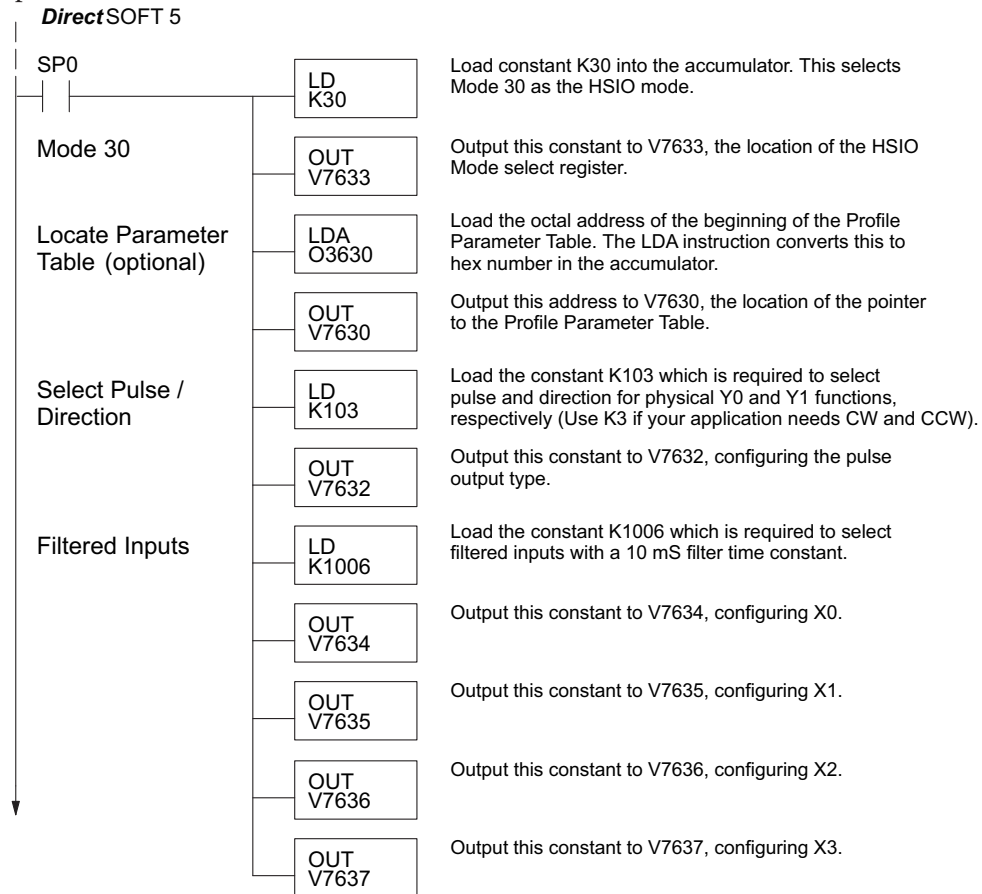 DirectSOFT 5
SP0
LD
K30
Load constant K30 into the accumulator. This selects
Mode 30 as the HSIO mode.
Mode 30
OUT
V7633
Output this constant to V7633, the location of the HSIO
Mode select register.
Locate Parameter
Table (optional)
LDA
O3630
Load the octal address of the beginning of the Profile
Parameter Table. The LDA instruction converts this to
hex number in the accumulator.
OUT
V7630
Output this address to V7630, the location of the pointer
to the Profile Parameter Table.
Select Pulse /
Direction
LD
K103
Load the constant K103 which is required to select
pulse and direction for physical Y0 and Y1 functions,
respectively (Use K3 if your application needs CW and CCW).
OUT
V7632
Output this constant to V7632, configuring the pulse
output type.
Filtered Inputs
LD
K1006
Load the constant K1006 which is required to select
filtered inputs with a 10 mS filter time constant.
OUT
V7634
Output this constant to V7634, configuring X0.
OUT
V7635
Output this constant to V7635, configuring X1.
OUT
V7636
Output this constant to V7636, configuring X2.
OUT
V7637
Output this constant to V7637, configuring X3.